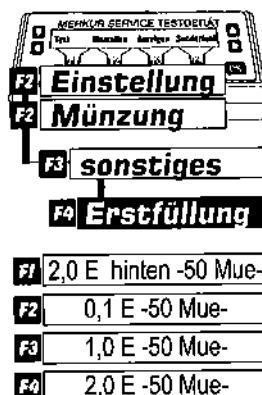 MERKUR SERVICE TESTGERÄT
Test
F2 Einstellung
F2 Münzung
F3 sonstiges
F4 Erstfüllung
F1 2,0 E hinten -50 Mue-
F2 0,1 E -50 Mue-
F3 1,0 E -50 Mue-
F4 2,0 E -50 Mue-